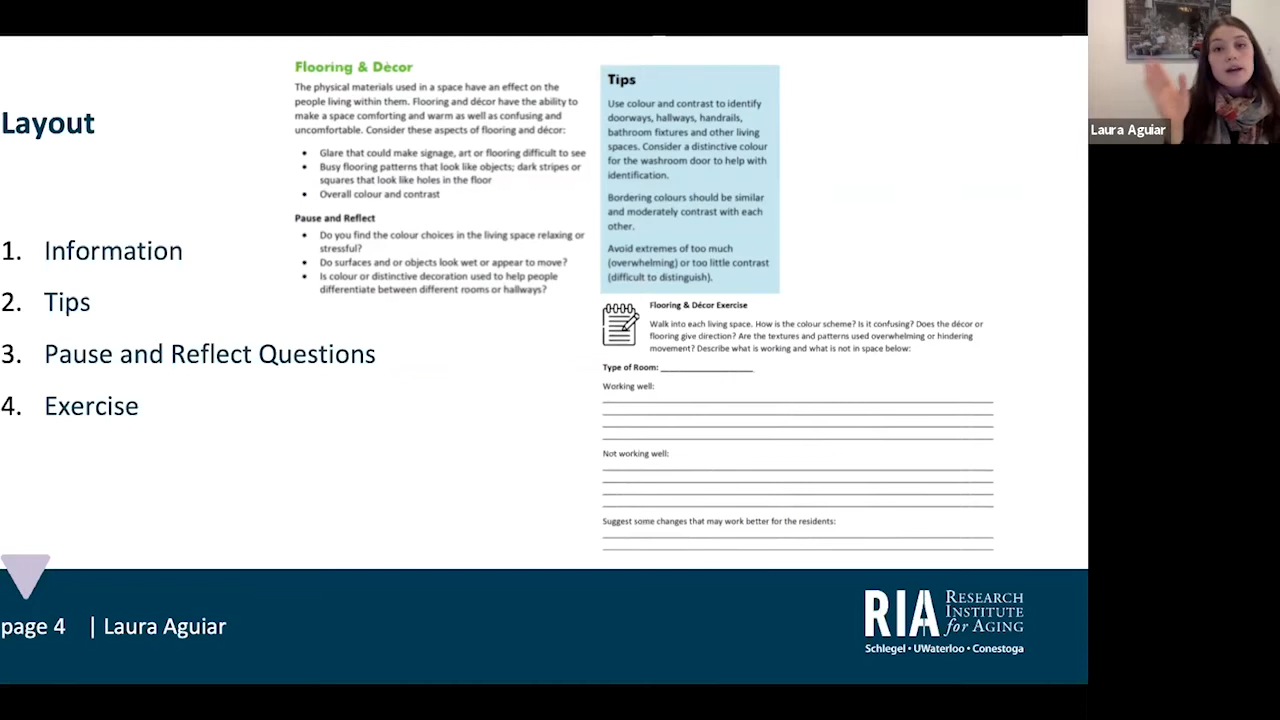 Layout
1. Information
2. Tips
3. Pause and Reflect Questions
4. Exercise
Flooring & Décor
The physical materials used in a space have an effect on the
people living within them. Flooring and décor have the ability to
make a space comforting and warm as well as confusing and
uncomfortable. Consider these aspects of flooring and décor:
• Glare that could make signage, art or flooring difficult to see
• Busy flooring patterns that look like objects; dark stripes or
squares that look like holes in the floor
• Overall colour and contrast
Pause and Reflect
• Do you find the colour choices in the living space relaxing or
stressful?
• Do surfaces and or objects look wet or appear to move?
• Is colour or distinctive decoration used to help people
differentiate between different rooms or hallways?
Tips
Use colour and contrast to identify
doorways, hallways, handrails,
bathroom fixtures and other living
spaces. Consider a distinctive colour
for the washroom door to help with
identification.
Bordering colours should be similar
and moderately contrast with each
other.
Avoid extremes of too much
(overwhelming) or too little contrast
(difficult to distinguish).
Flooring & Décor Exercise
Walk into each living space. How is the colour scheme? Is it confusing? Does the décor or
flooring give direction? Are the textures and patterns used overwhelming or hindering
movement? Describe what is working and what is not in space below:
Type of Room:
Working well:
Not working well:
Suggest some changes that may work better for the residents:
page 4 | Laura Aguiar
RIA
RESEARCH
INSTITUTE
for AGING
Schlegel • UWaterloo • Conestoga
Laura Aguiar